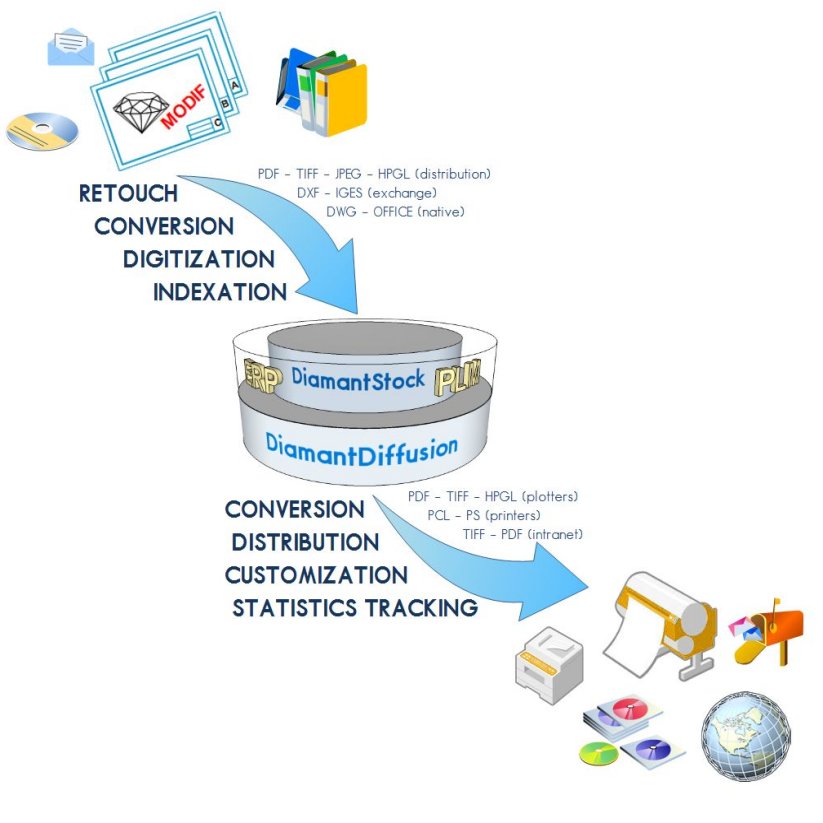 A
B
C
MODIF
PDF - TIFF - JPEG - HPGL (distribution)
DXF - IGES (exchange)
DWG - OFFICE (native)
RETOUCH
CONVERSION
DIGITIZATION
INDEXATION
ERP DiamantStock PLM
DiamantDiffusion
PDF - TIFF - HPGL (plotters)
PCL - PS (printers)
TIFF - PDF (intranet)
CONVERSION
DISTRIBUTION
CUSTOMIZATION
STATISTICS TRACKING